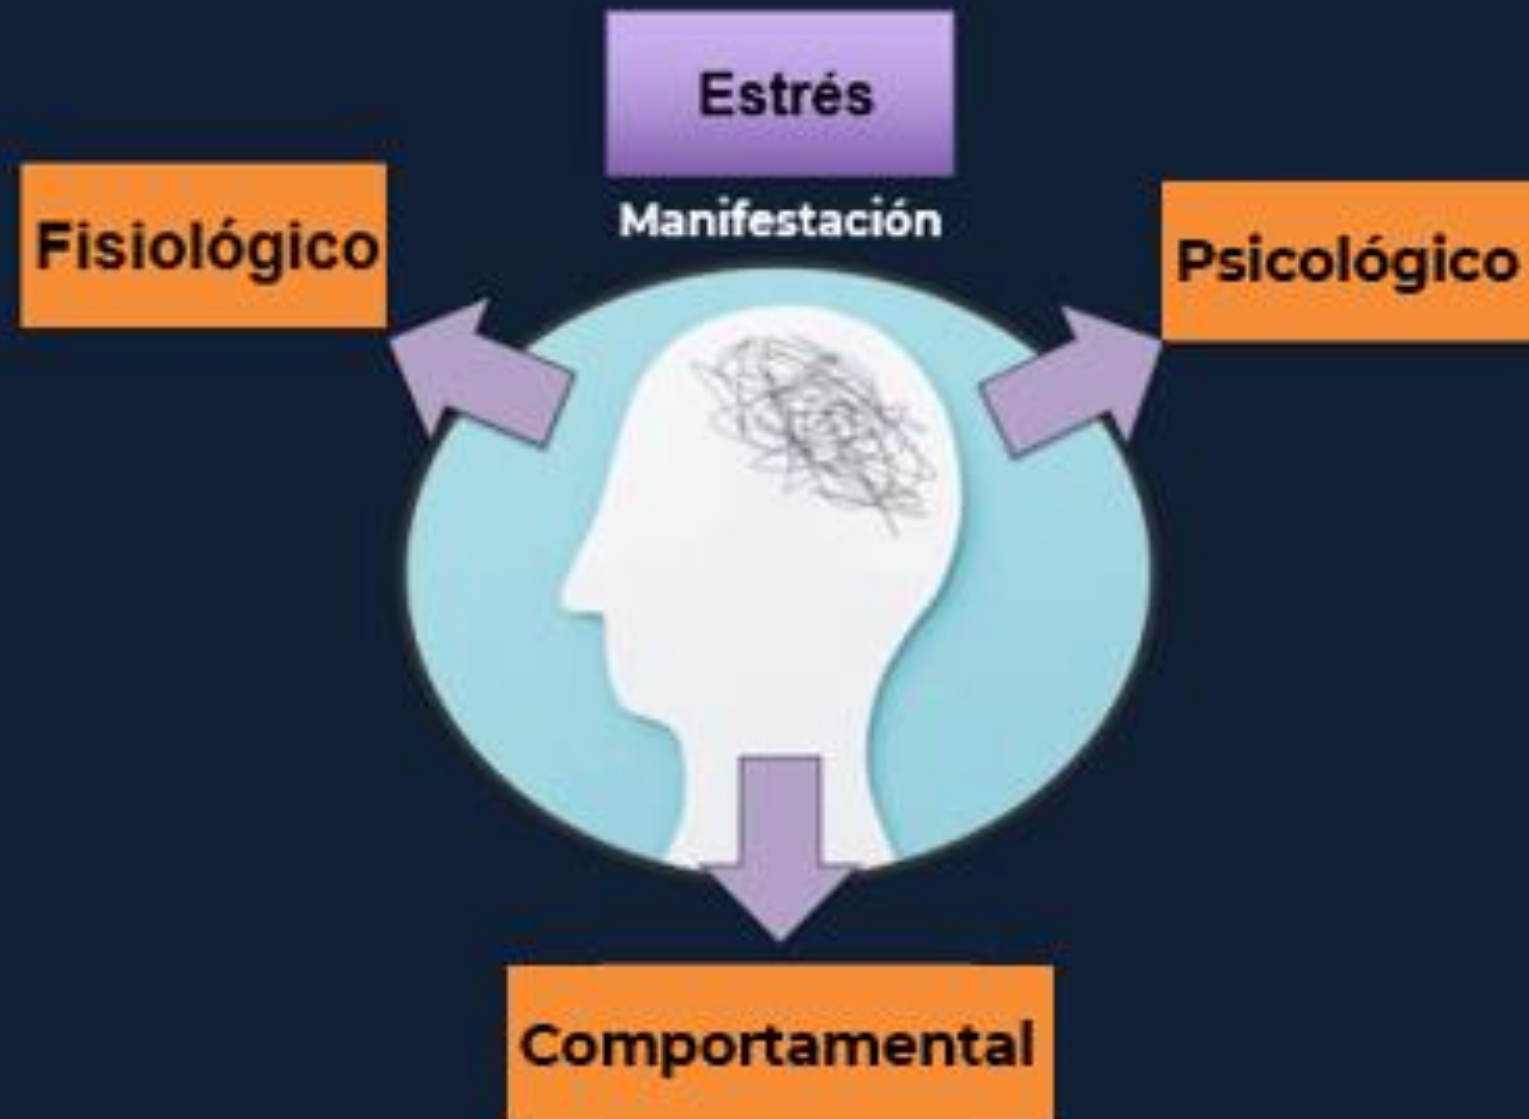 Estrés
Manifestación
Fisiológico
Psicológico
Comportamental